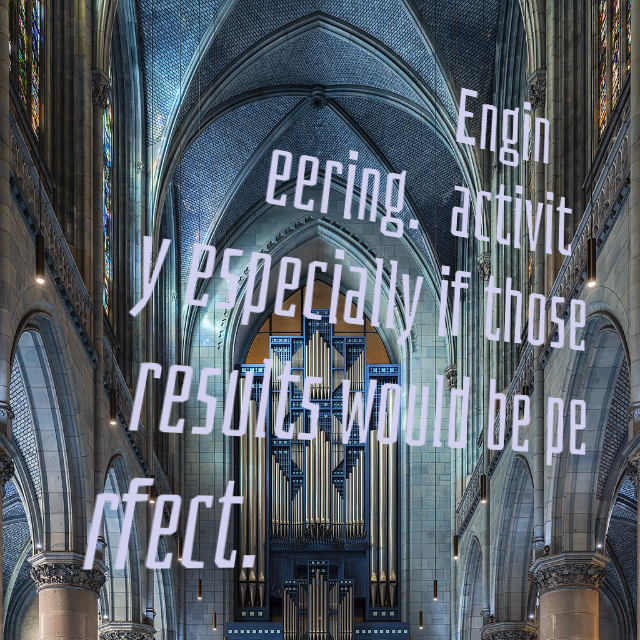 Engin
eering. activit
y especially if those
results would be pe
rfect.